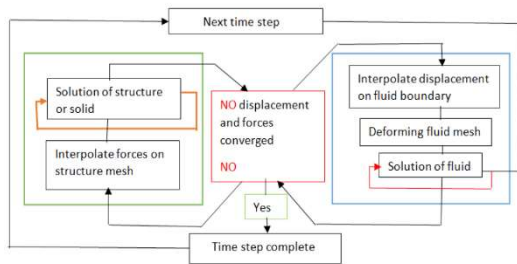 Next time step
Solution of structure
or solid
Interpolate forces on
structure mesh
NO displacement
and forces
converged
NO
Interpolate displacement
on fluid boundary
Deforming fluid mesh
Solution of fluid
Yes
Time step complete